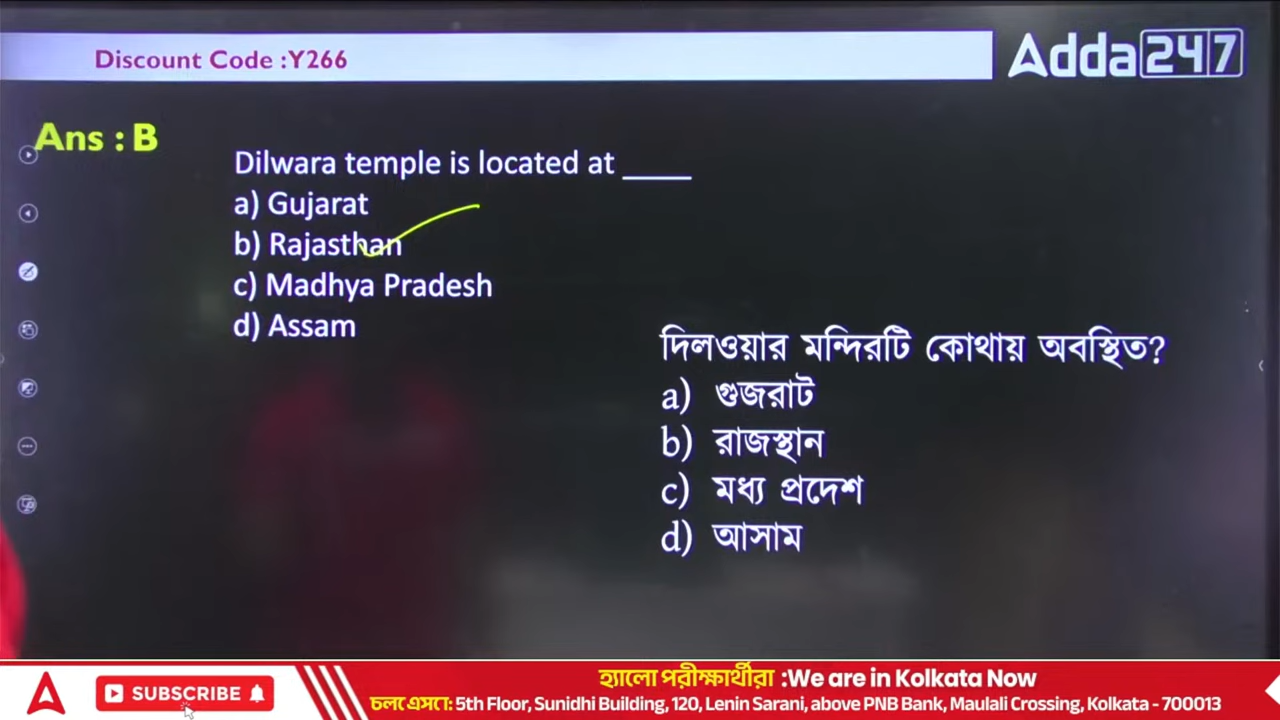 Discount Code :Y266
Adda247
Ans : B
Dilwara temple is located at ____
a) Gujarat
b) Rajasthan
c) Madhya Pradesh
d) Assam
দিলওয়ার মন্দিরটি কোথায় অবস্থিত?
a) গুজরাট
b) রাজস্থান
c) মধ্য প্রদেশ
d) আসাম
SUBSCRIBE
হ্যালো পরীক্ষার্থীরা :We are in Kolkata Now
চলে এসো: 5th Floor, Sunidhi Building, 120, Lenin Sarani, above PNB Bank, Maulali Crossing, Kolkata - 700013